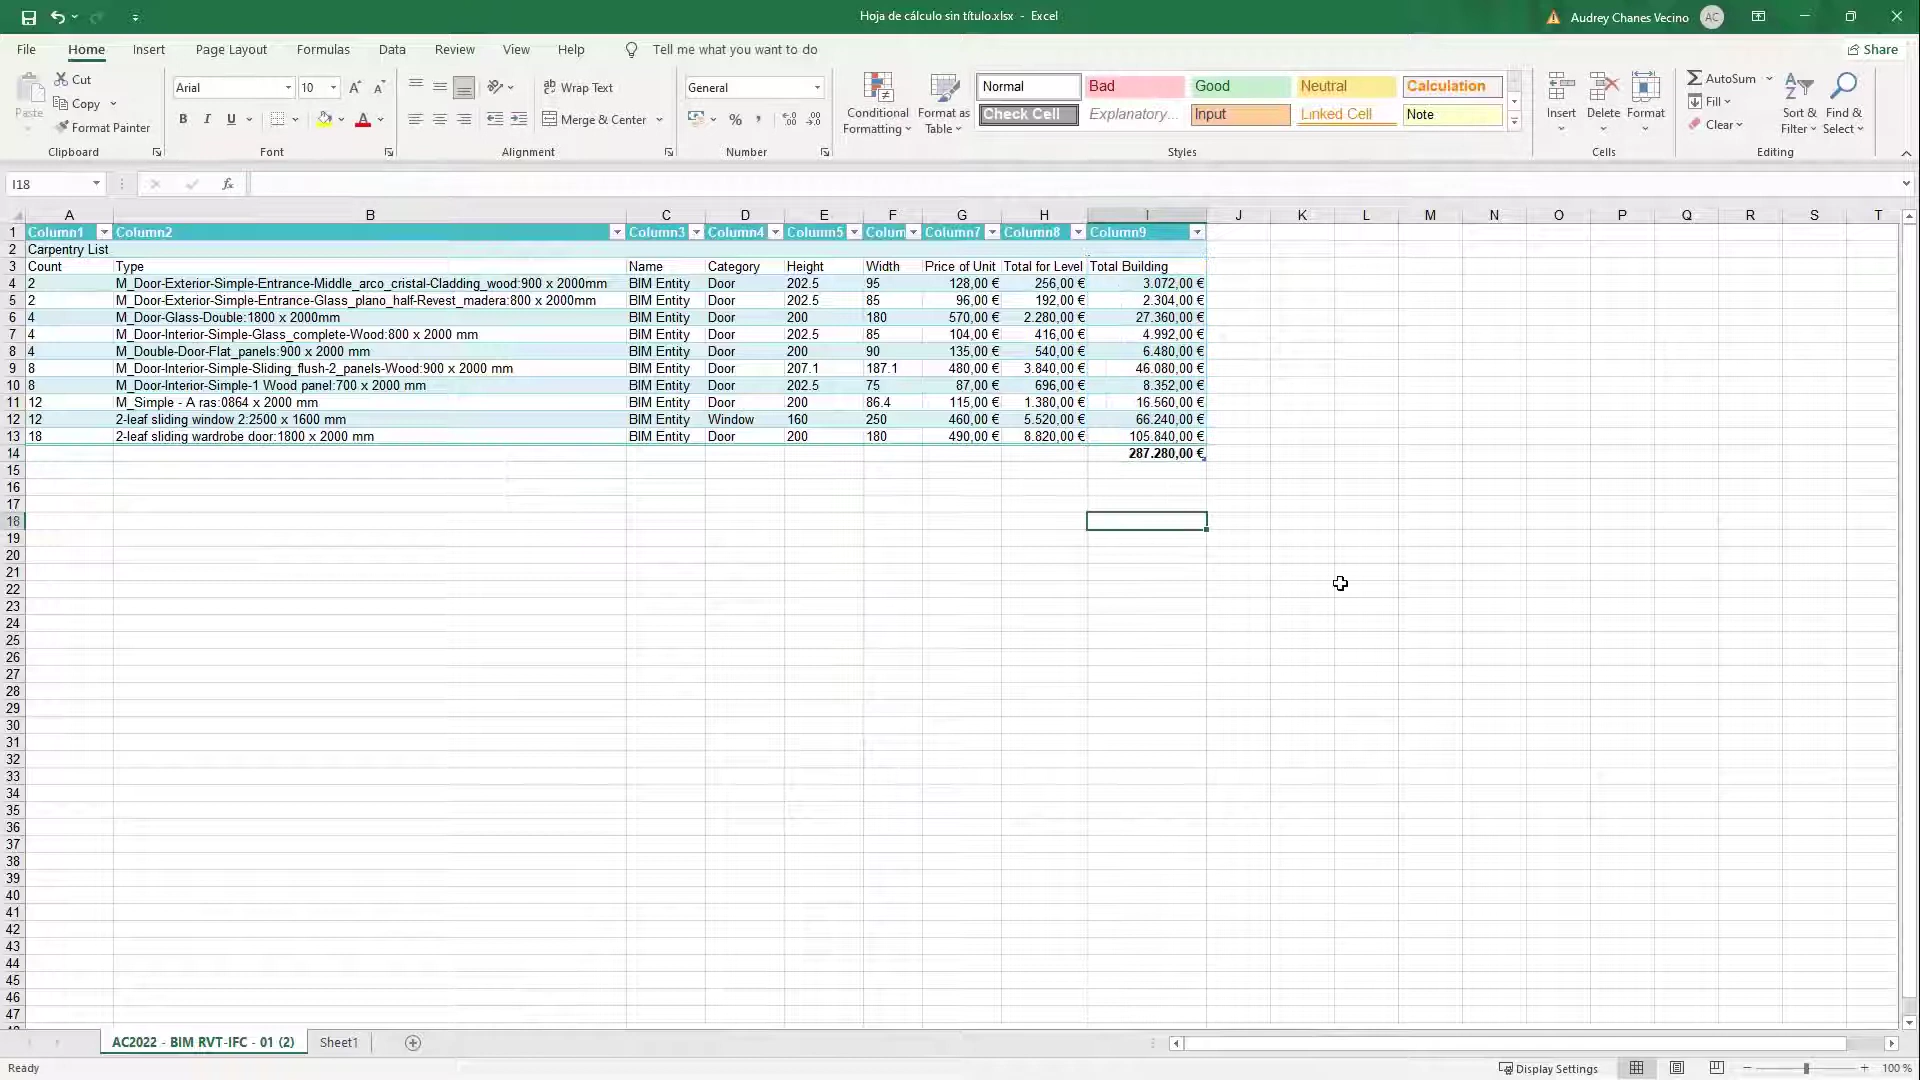 Hoja de cálculo sin título.xlsx - Excel
Audrey Chanes Vecino AC
File Home Insert Page Layout Formulas Data Review View Help Tell me what you want to do Share
Paste Cut Copy Format Painter Clipboard
Arial 10 B I U A Font
Wrap Text Merge & Center Alignment
General % Number
Conditional Formatting Format as Table
Normal Bad Good Neutral Calculation
Check Cell Explanatory... Input Linked Cell Note
Styles
Insert Delete Format Cells
AutoSum Fill Clear Sort & Filter Find & Select Editing
I18 fx
A B C D E F G H I J K L M N O P Q R S T
1 Column1 Column2 Column3 Column4 Column5 Colum Column7 Column8 Column9
2 Carpentry List
3 Count Type Name Category Height Width Price of Unit Total for Level Total Building
4 2 M_Door-Exterior-Simple-Entrance-Middle_arco_cristal-Cladding_wood:900 x 2000mm BIM Entity Door 202.5 95 128,00 € 256,00 € 3.072,00 €
5 2 M_Door-Exterior-Simple-Entrance-Glass_plano_half-Revest_madera:800 x 2000mm BIM Entity Door 202.5 85 96,00 € 192,00 € 2.304,00 €
6 4 M_Door-Glass-Double:1800 x 2000mm BIM Entity Door 200 180 570,00 € 2.280,00 € 27.360,00 €
7 4 M_Door-Interior-Simple-Glass_complete-Wood:800 x 2000 mm BIM Entity Door 202.5 85 104,00 € 416,00 € 4.992,00 €
8 4 M_Double-Door-Flat_panels:900 x 2000 mm BIM Entity Door 200 90 135,00 € 540,00 € 6.480,00 €
9 8 M_Door-Interior-Simple-Sliding_flush-2_panels-Wood:900 x 2000 mm BIM Entity Door 207.1 187.1 480,00 € 3.840,00 € 46.080,00 €
10 8 M_Door-Interior-Simple-1 Wood panel:700 x 2000 mm BIM Entity Door 202.5 75 87,00 € 696,00 € 8.352,00 €
11 12 M_Simple - A ras:0864 x 2000 mm BIM Entity Door 200 86.4 115,00 € 1.380,00 € 16.560,00 €
12 12 2-leaf sliding window 2:2500 x 1600 mm BIM Entity Window 160 250 460,00 € 5.520,00 € 66.240,00 €
13 18 2-leaf sliding wardrobe door:1800 x 2000 mm BIM Entity Door 200 180 490,00 € 8.820,00 € 105.840,00 €
14 287.280,00 €
15
16
17
18
19
20
21
22
23
24
25
26
27
28
29
30
31
32
33
34
35
36
37
38
39
40
41
42
43
44
45
46
47
AC2022 - BIM RVT-IFC - 01 (2) Sheet1
Ready Display Settings 100 %